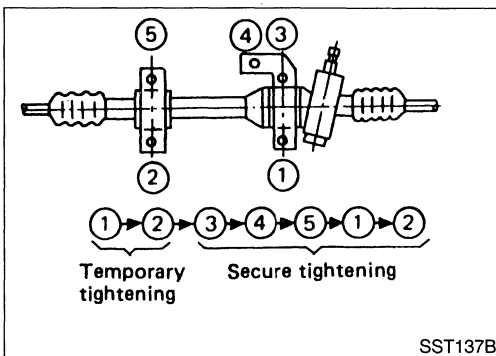 5
4 3
2
1
1 2 3 4 5 1 2
Temporary Secure tightening
tightening
SST137B